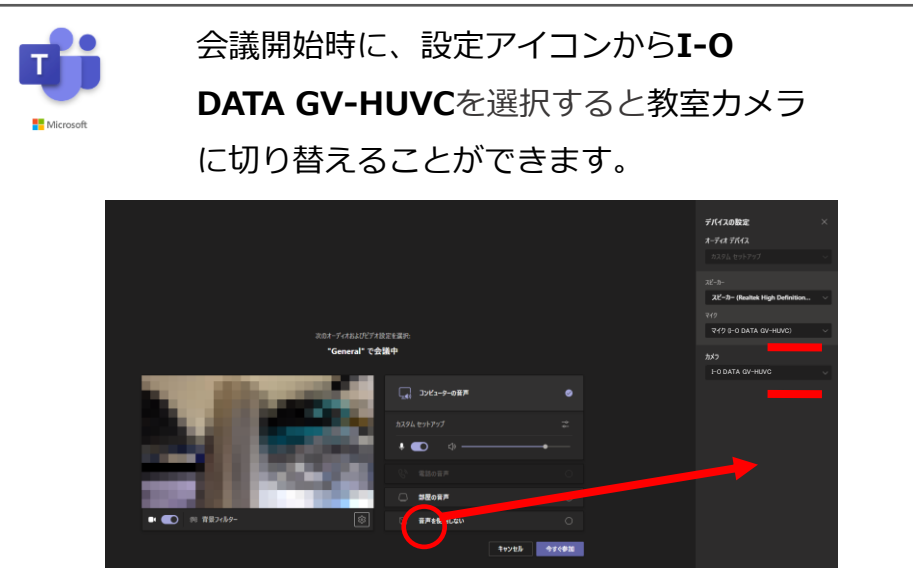 T
Microsoft
会議開始時に、設定アイコンからI-O
DATA GV-HUVCを選択すると教室カメラ
に切り替えることができます。
デバイスの設定
オーディオ デバイス
カスタム セットアップ
スピーカー
スピーカー (Realtek High Definition...
マイク
マイク (I-O DATA GV-HUVC)
カメラ
I-O DATA GV-HUVC
次のオーディオおよびビデオ設定を選択:
"General" で会議中
コンピューターの音声
カスタム セットアップ
電話の音声
部屋の音声
背景フィルター
キャンセル
今すぐ参加